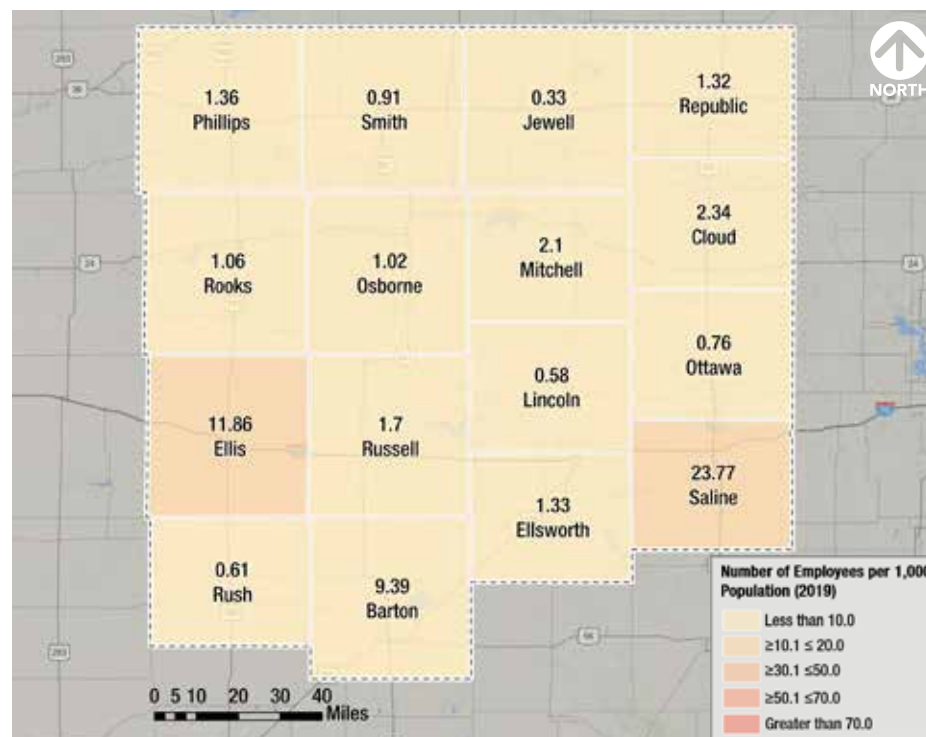 NORTH
1.36
Phillips
0.91
Smith
0.33
Jewell
1.32
Republic
1.06
Rooks
1.02
Osborne
2.1
Mitchell
2.34
Cloud
0.76
Ottawa
0.58
Lincoln
11.86
Ellis
1.7
Russell
23.77
Saline
1.33
Ellsworth
0.61
Rush
9.39
Barton
24
24
283
0 5 10 20 30 40
Miles
Number of Employees per 1,000
Population (2019)
Less than 10.0
≥10.1 ≤ 20.0
≥30.1 ≤50.0
≥50.1 ≤70.0
Greater than 70.0